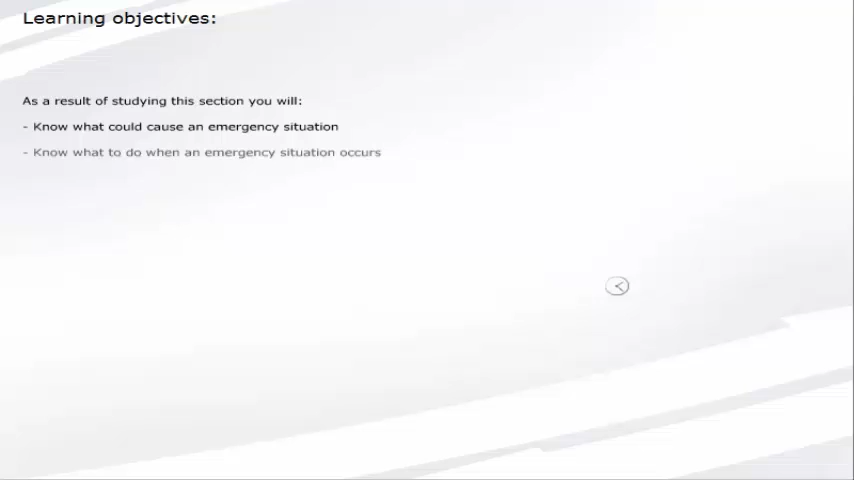 Learning objectives:
As a result of studying this section you will:
- Know what could cause an emergency situation
- Know what to do when an emergency situation occurs